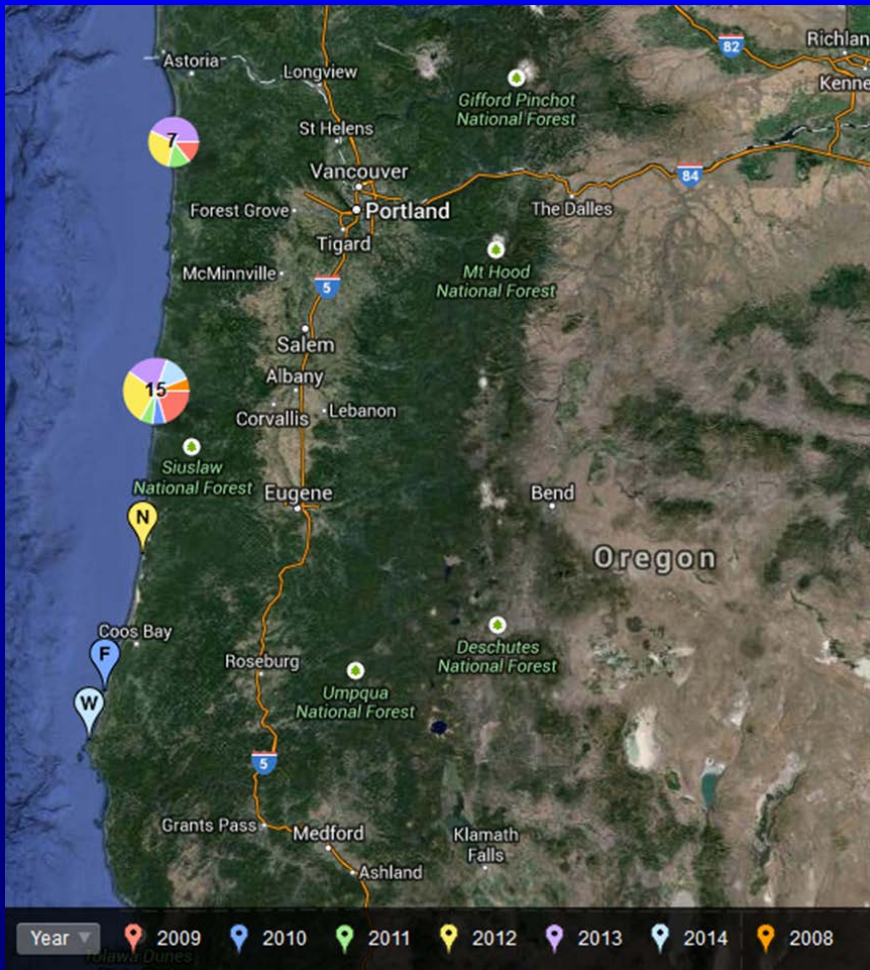 Astoria
Longview
82
Richlan
Kenne
Gifford Pinchot
National Forest
St Helens
7
Vancouver
84
Forest Grove
Portland
The Dalles
Tigard
McMinnville
5
Mt Hood
National Forest
Salem
Albany
15
Corvallis
Lebanon
Siuslaw
National Forest
Eugene
Bend
N
Oregon
Coos Bay
F
Roseburg
Deschutes
National Forest
W
Umpqua
National Forest
5
Grants Pass
Medford
Klamath
Falls
Ashland
Year
2009
2010
2011
2012
2013
2014
2008
Tolawa Dunes